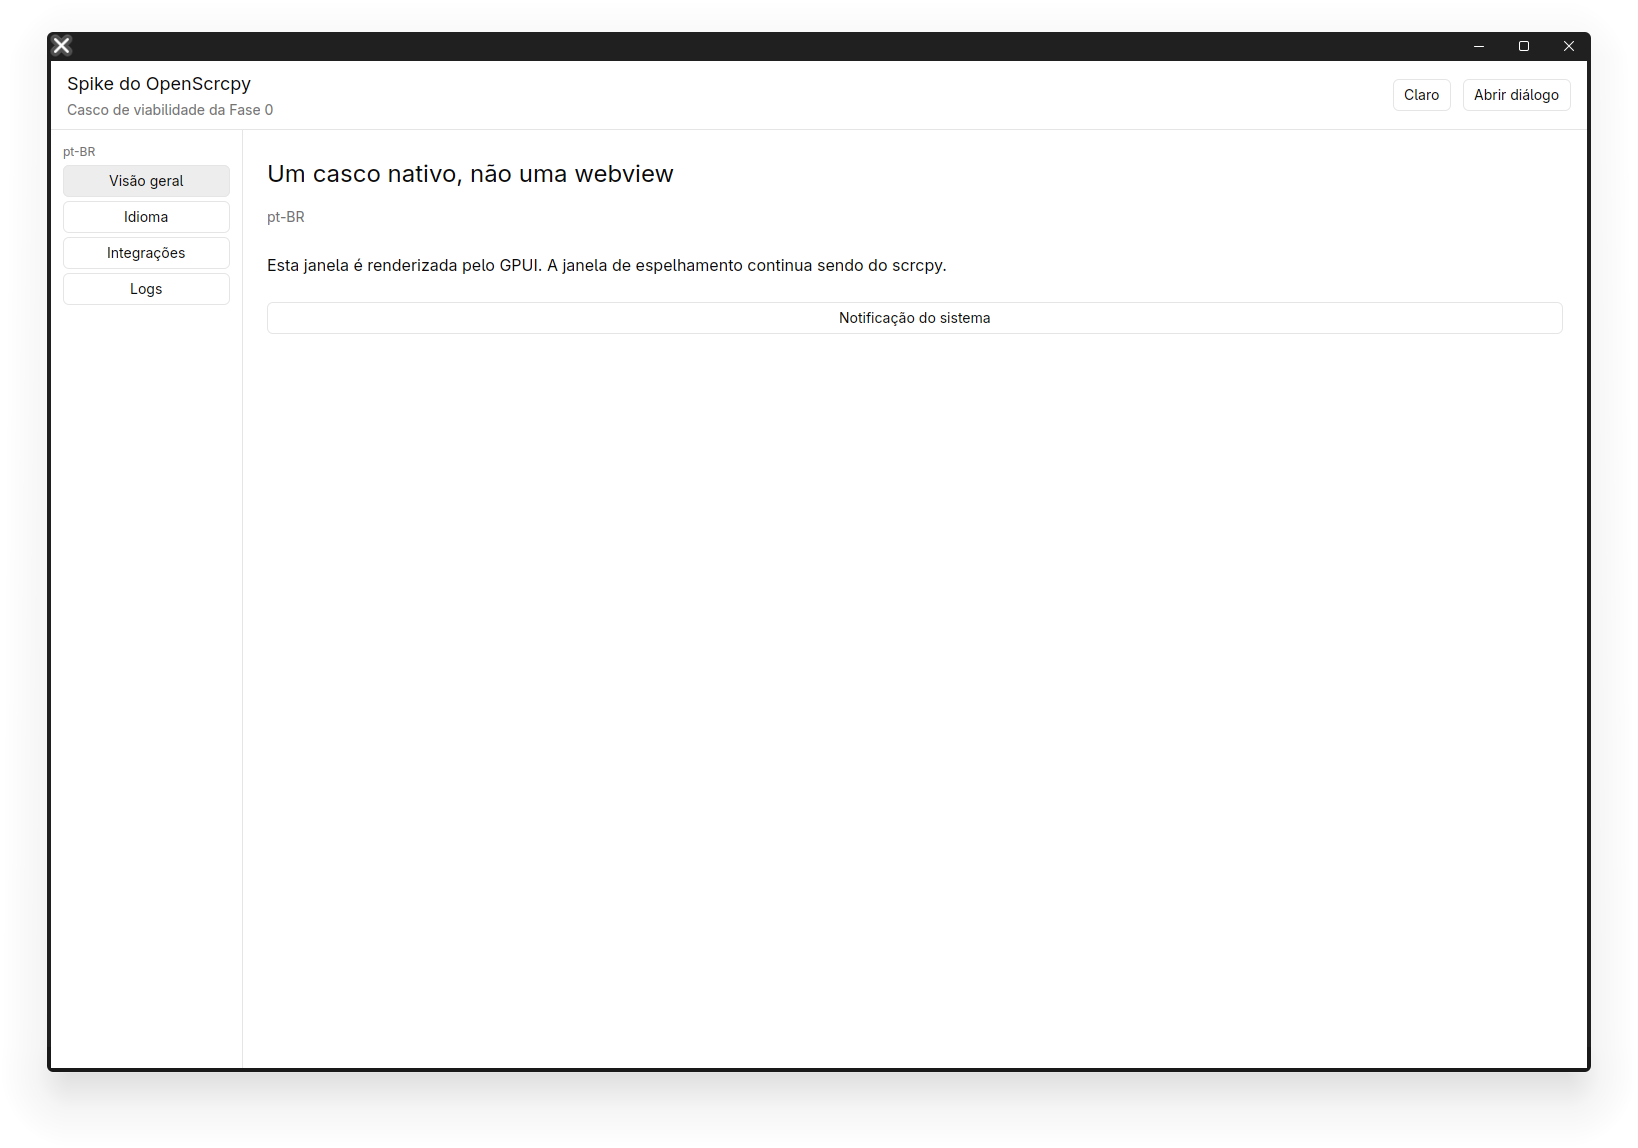 Spike do OpenScrcpy
Casco de viabilidade da Fase 0
Claro
Abrir diálogo
pt-BR
Visão geral
Idioma
Integrações
Logs
Um casco nativo, não uma webview
pt-BR
Esta janela é renderizada pelo GPUI. A janela de espelhamento continua sendo do scrcpy.
Notificação do sistema